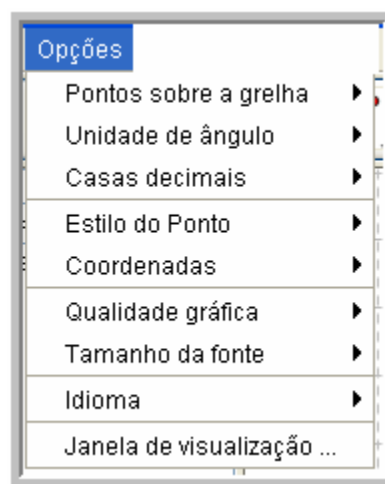 Opções
Pontos sobre a grelha
Unidade de ângulo
Casas decimais
Estilo do Ponto
Coordenadas
Qualidade gráfica
Tamanho da fonte
Idioma
Janela de visualização ...